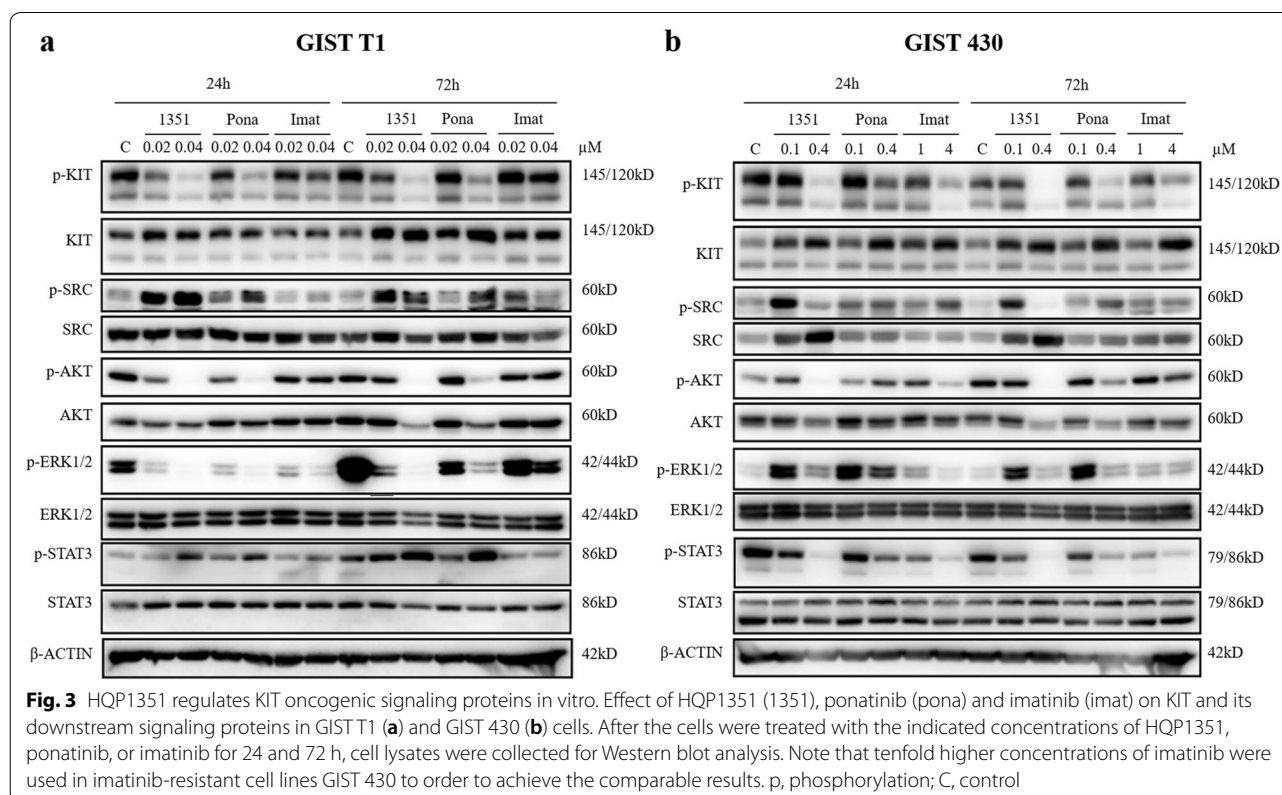 a GIST T1
24h 72h
1351 Pona Imat 1351 Pona Imat
C 0.02 0.04 0.02 0.04 0.02 0.04 C 0.02 0.04 0.02 0.04 0.02 0.04 µM
p-KIT 145/120kD
KIT 145/120kD
p-SRC 60kD
SRC 60kD
p-AKT 60kD
AKT 60kD
p-ERK1/2 42/44kD
ERK1/2 42/44kD
p-STAT3 86kD
STAT3 86kD
β-ACTIN 42kD
b GIST 430
24h 72h
1351 Pona Imat 1351 Pona Imat
C 0.1 0.4 0.1 0.4 1 4 C 0.1 0.4 0.1 0.4 1 4 µM
p-KIT 145/120kD
KIT 145/120kD
p-SRC 60kD
SRC 60kD
p-AKT 60kD
AKT 60kD
p-ERK1/2 42/44kD
ERK1/2 42/44kD
p-STAT3 79/86kD
STAT3 79/86kD
β-ACTIN 42kD
Fig. 3 HQP1351 regulates KIT oncogenic signaling proteins in vitro. Effect of HQP1351 (1351), ponatinib (pona) and imatinib (imat) on KIT and its
downstream signaling proteins in GIST T1 (a) and GIST 430 (b) cells. After the cells were treated with the indicated concentrations of HQP1351,
ponatinib, or imatinib for 24 and 72 h, cell lysates were collected for Western blot analysis. Note that tenfold higher concentrations of imatinib were
used in imatinib-resistant cell lines GIST 430 to order to achieve the comparable results. p, phosphorylation; C, control